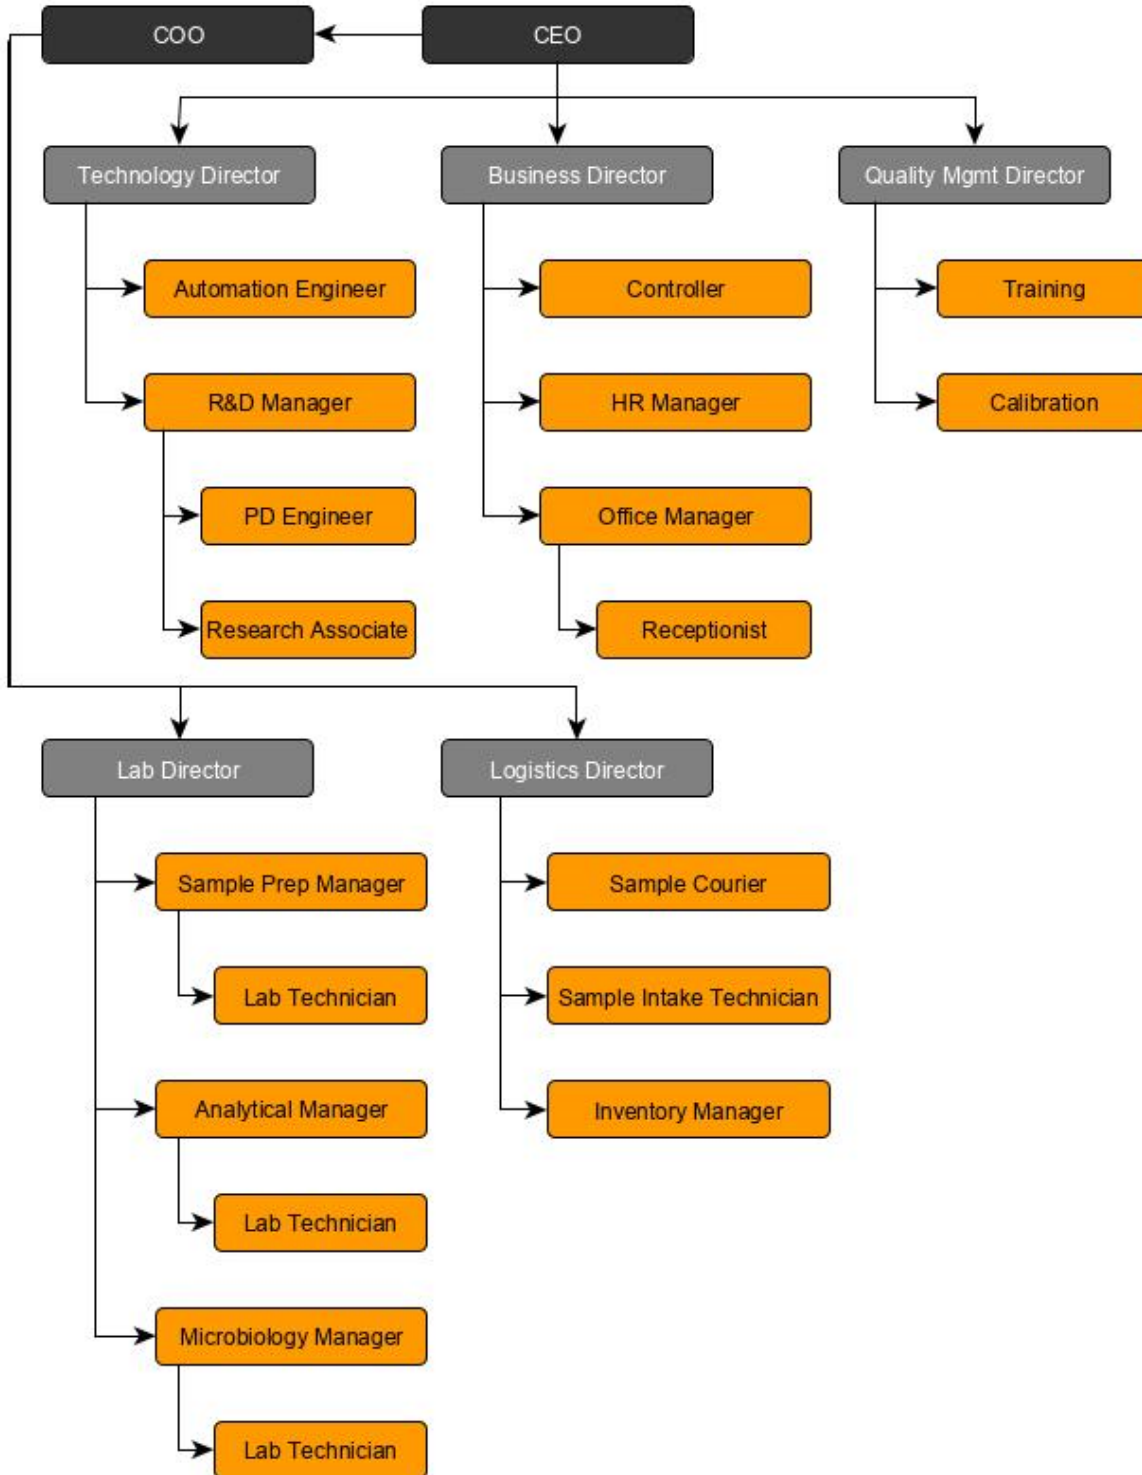 COO
CEO
Technology Director
Business Director
Quality Mgmt Director
Automation Engineer
Controller
Training
R&D Manager
HR Manager
Calibration
PD Engineer
Office Manager
Research Associate
Receptionist
Lab Director
Logistics Director
Sample Prep Manager
Sample Courier
Lab Technician
Sample Intake Technician
Analytical Manager
Inventory Manager
Lab Technician
Microbiology Manager
Lab Technician